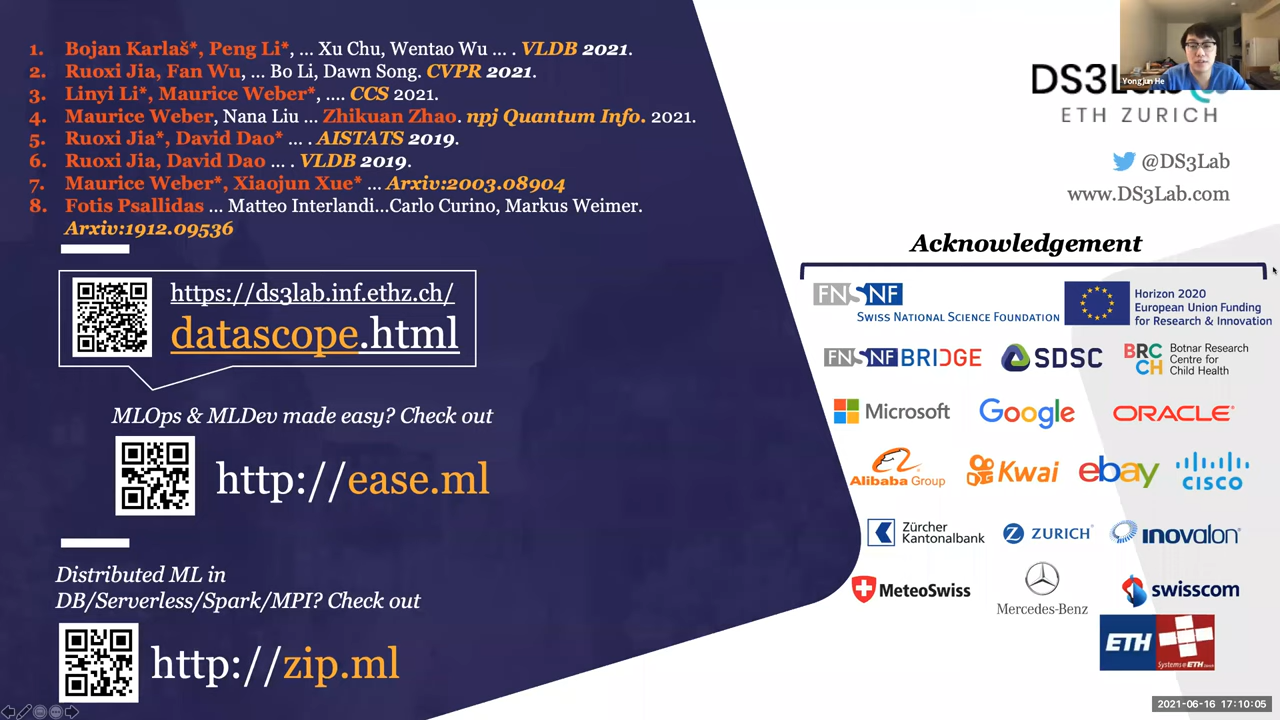 1. Bojan Karlaš*, Peng Li*, ... Xu Chu, Wentao Wu ... . VLDB 2021.
2. Ruoxi Jia, Fan Wu, ... Bo Li, Dawn Song. CVPR 2021.
3. Linyi Li*, Maurice Weber*, .... CCS 2021.
4. Maurice Weber, Nana Liu ... Zhikuan Zhao. npj Quantum Info. 2021.
5. Ruoxi Jia*, David Dao* ... . AISTATS 2019.
6. Ruoxi Jia, David Dao ... . VLDB 2019.
7. Maurice Weber*, Xiaojun Xue* ... Arxiv:2003.08904
8. Fotis Psallidas ... Matteo Interlandi...Carlo Curino, Markus Weimer.
Arxiv:1912.09536
https://ds3lab.inf.ethz.ch/
datascope.html
MLOps & MLDev made easy? Check out
http://ease.ml
Distributed ML in
DB/Serverless/Spark/MPI? Check out
http://zip.ml
Yongjun He
DS3L
ETH ZURICH
@DS3Lab
www.DS3Lab.com
Acknowledgement
FNSNF
SWISS NATIONAL SCIENCE FOUNDATION
Horizon 2020
European Union Funding
for Research & Innovation
FNSNF BRIDGE
SDSC
BRC
CH
Botnar Research
Centre for
Child Health
Microsoft
Google
ORACLE
Alibaba Group
Kwai
ebay
CISCO
Zürcher
Kantonalbank
Z ZURICH
inovalon
MeteoSwiss
Mercedes-Benz
swisscom
ETH
Systems@ETH
2021-06-16 17:10:05